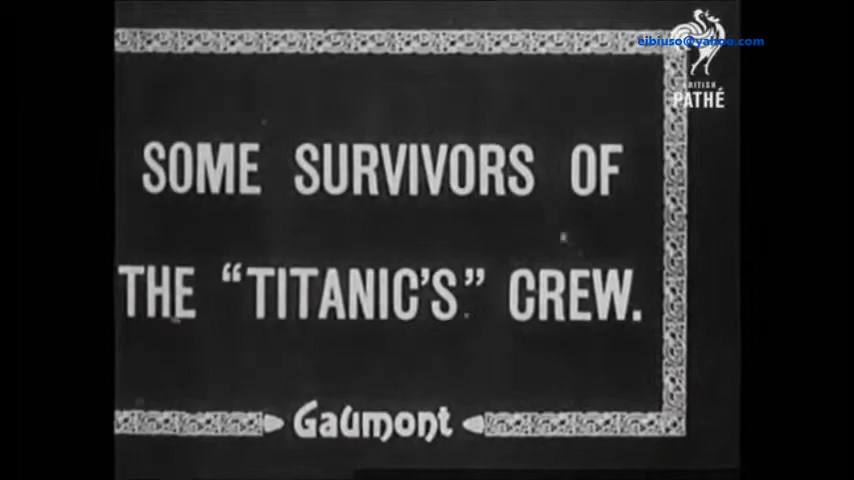 eibiuso@yahoo.com
BRITISH
PATHÉ
SOME SURVIVORS OF
THE "TITANIC'S." CREW.
Gaumont